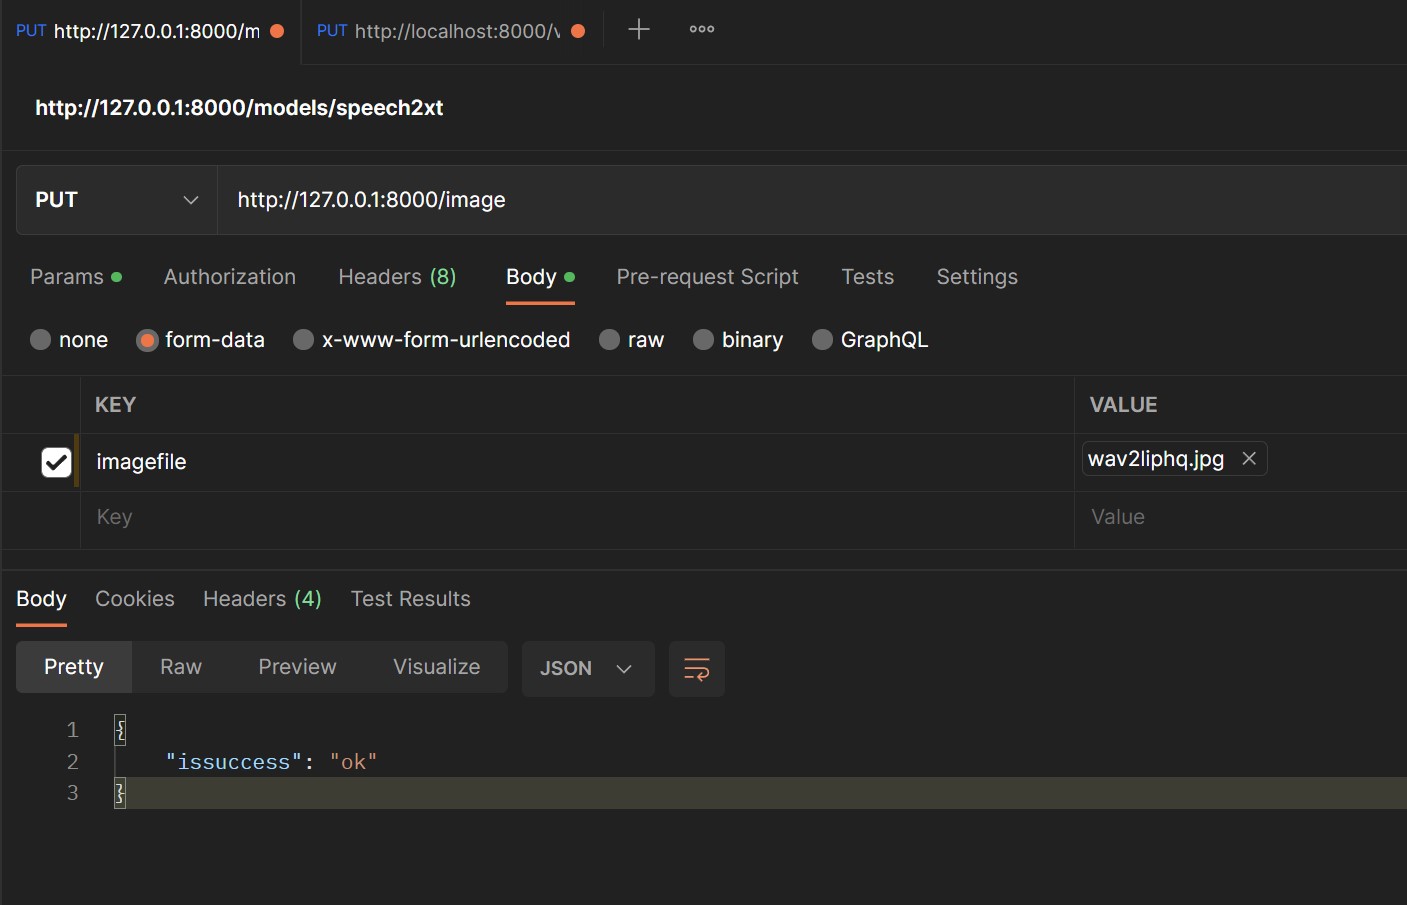 PUT http://127.0.0.1:8000/m PUT http://localhost:8000/v
http://127.0.0.1:8000/models/speech2xt
PUT http://127.0.0.1:8000/image
Params Authorization Headers (8) Body Pre-request Script Tests Settings
none form-data x-www-form-urlencoded raw binary GraphQL
KEY VALUE
imagefile wav2liphq.jpg
Key Value
Body Cookies Headers (4) Test Results
Pretty Raw Preview Visualize JSON
1 {
2 "issuccess": "ok"
3 }